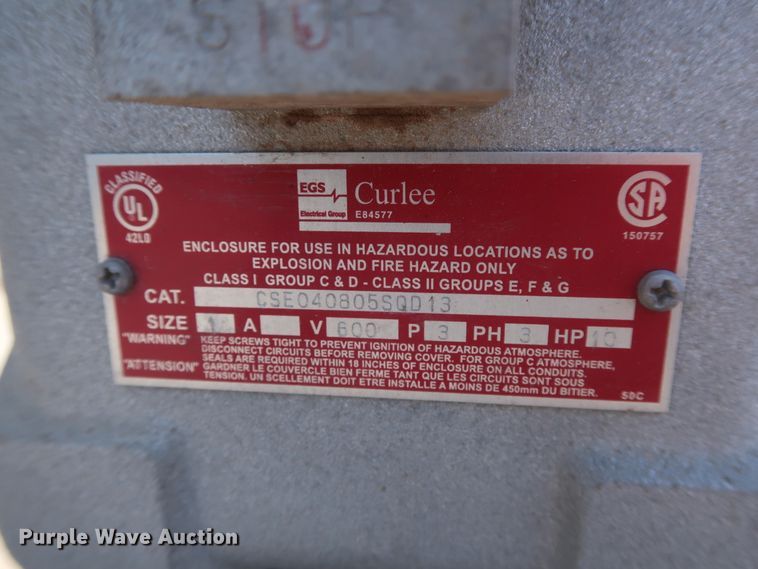 STOP
CLASSIFIED
UL
42L0
EGS
Electrical Group
Curlee
E84577
SA
150757
ENCLOSURE FOR USE IN HAZARDOUS LOCATIONS AS TO
EXPLOSION AND FIRE HAZARD ONLY
CLASS I GROUP C & D - CLASS II GROUPS E, F & G
CAT. CSE040805SQD13
SIZE A V 600 P 3 PH 3 HP 10
"WARNING" KEEP SCREWS TIGHT TO PREVENT IGNITION OF HAZARDOUS ATMOSPHERE.
DISCONNECT CIRCUITS BEFORE REMOVING COVER. FOR GROUP C ATMOSPHERE,
SEALS ARE REQUIRED WITHIN 18 INCHES OF ENCLOSURE ON ALL CONDUITS.
"ATTENTION" GARDNER LE COUVERCLE BIEN FERME TANT QUE LES CIRCUITS SONT SOUS
TENSION, UN SCELLEMENT DOIT ETRE INSTALLE A MOINS DE 450mm DU BITIER.
50C
Purple Wave Auction